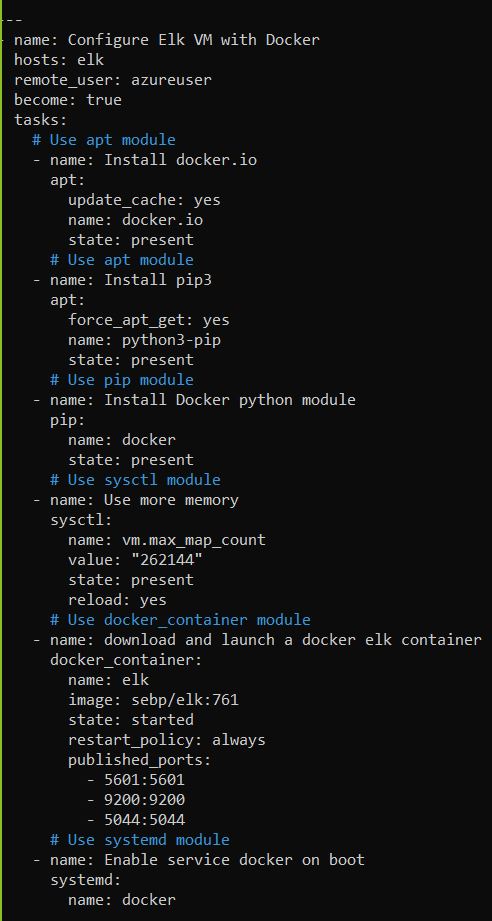 ---
- name: Configure Elk VM with Docker
  hosts: elk
  remote_user: azureuser
  become: true
  tasks:
    # Use apt module
    - name: Install docker.io
      apt:
        update_cache: yes
        name: docker.io
        state: present
      # Use apt module
    - name: Install pip3
      apt:
        force_apt_get: yes
        name: python3-pip
        state: present
      # Use pip module
    - name: Install Docker python module
      pip:
        name: docker
        state: present
      # Use sysctl module
    - name: Use more memory
      sysctl:
        name: vm.max_map_count
        value: "262144"
        state: present
        reload: yes
      # Use docker_container module
    - name: download and launch a docker elk container
      docker_container:
        name: elk
        image: sebp/elk:761
        state: started
        restart_policy: always
        published_ports:
          - 5601:5601
          - 9200:9200
          - 5044:5044
      # Use systemd module
    - name: Enable service docker on boot
      systemd:
        name: docker